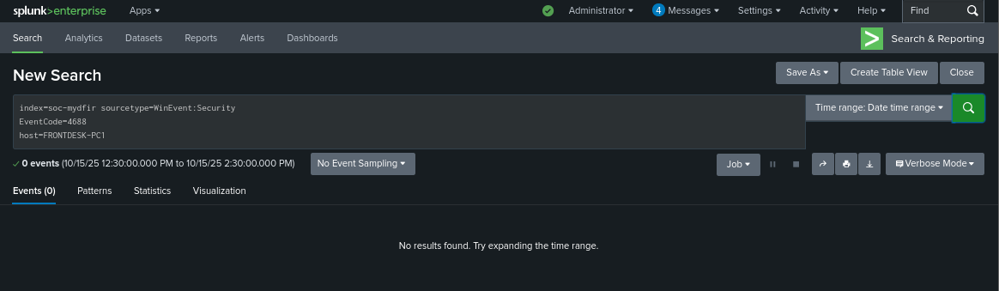 splunk>enterprise Apps Administrator 4 Messages Settings Activity Help Find
Search Analytics Datasets Reports Alerts Dashboards > Search & Reporting
New Search Save As Create Table View Close
index=soc-mydfir sourcetype=WinEvent:Security Time range: Date time range
EventCode=4688
host=FRONTDESK-PC1
0 events (10/15/25 12:30:00.000 PM to 10/15/25 2:30:00.000 PM) No Event Sampling Job Verbose Mode
Events (0) Patterns Statistics Visualization
No results found. Try expanding the time range.